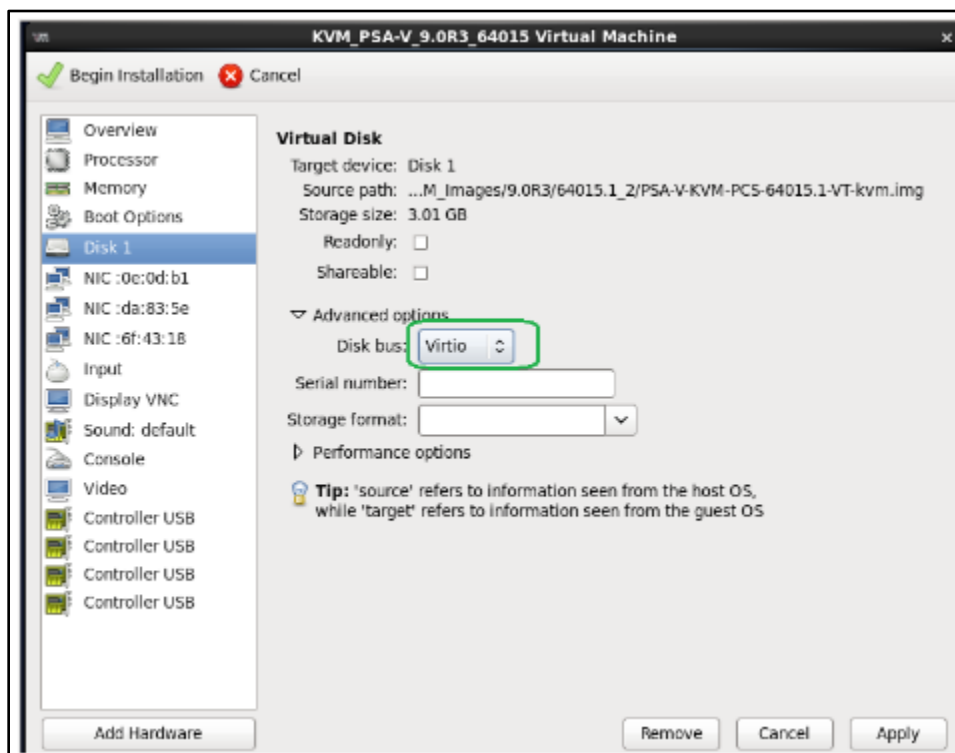 KVM_PSA-V_9.0R3_64015 Virtual Machine
Begin Installation Cancel
Overview
Processor
Memory
Boot Options
Disk 1
NIC :0e:0d:b1
NIC :da:83:5e
NIC :6f:43:18
Input
Display VNC
Sound: default
Console
Video
Controller USB
Controller USB
Controller USB
Controller USB
Add Hardware
Virtual Disk
Target device: Disk 1
Source path: ...M_Images/9.0R3/64015.1_2/PSA-V-KVM-PCS-64015.1-VT-kvm.img
Storage size: 3.01 GB
Readonly:
Shareable:
Advanced options
Disk bus: Virtio
Serial number:
Storage format:
Performance options
Tip: 'source' refers to information seen from the host OS,
while 'target' refers to information seen from the guest OS
Remove Cancel Apply